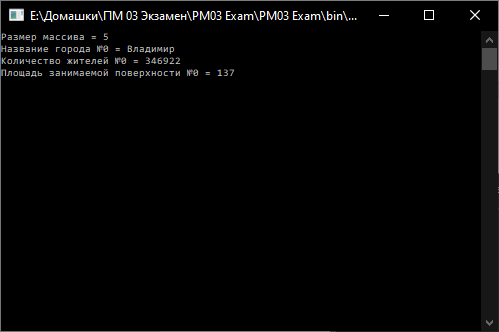 E:\Домашки\ПМ 03 Экзамен\PM03 Exam\PM03 Exam\bin\...
Размер массива = 5
Название города №0 = Владимир
Количество жителей №0 = 346922
Площадь занимаемой поверхности №0 = 137